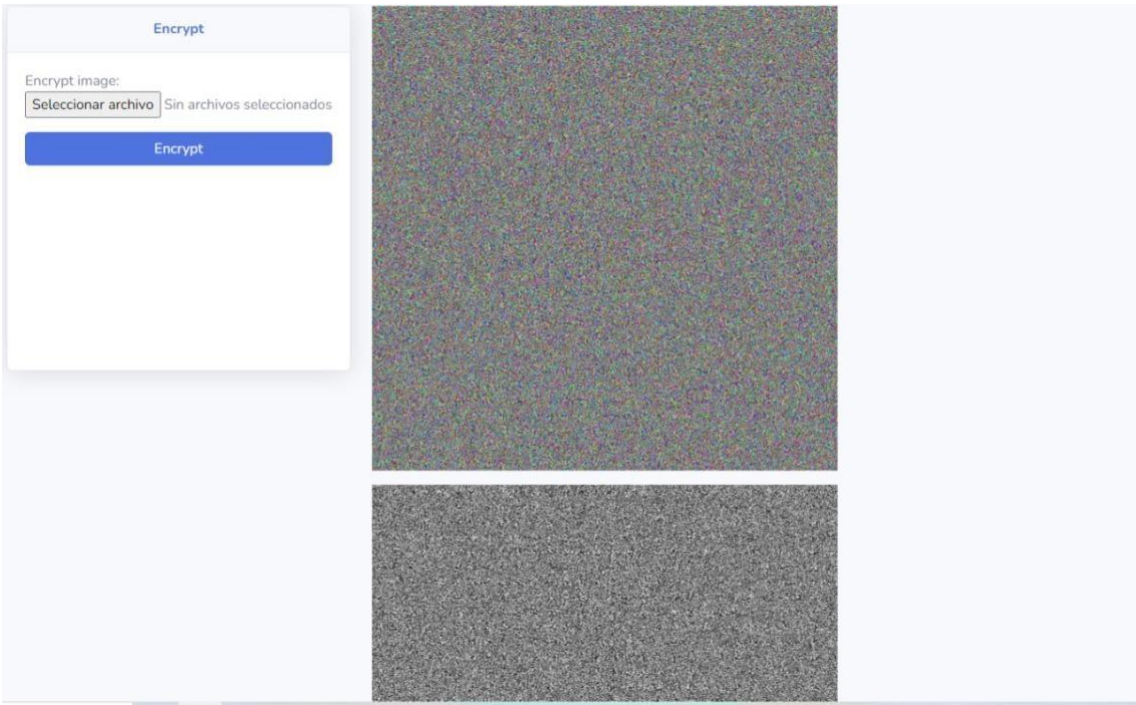 Encrypt
Encrypt image:
Seleccionar archivo Sin archivos seleccionados
Encrypt